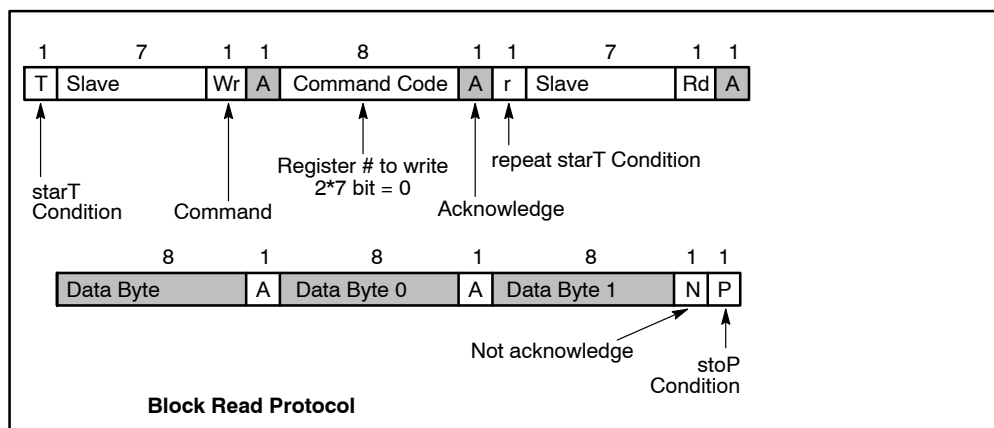 1 7 1 1 8 1 1 7 1 1
T Slave Wr A Command Code A r Slave Rd A
Register # to write
2*7 bit = 0
repeat starT Condition
starT
Condition
Command
Acknowledge
8 1 8 1 8 1 1
Data Byte A Data Byte 0 A Data Byte 1 N P
Not acknowledge
stoP
Condition
Block Read Protocol